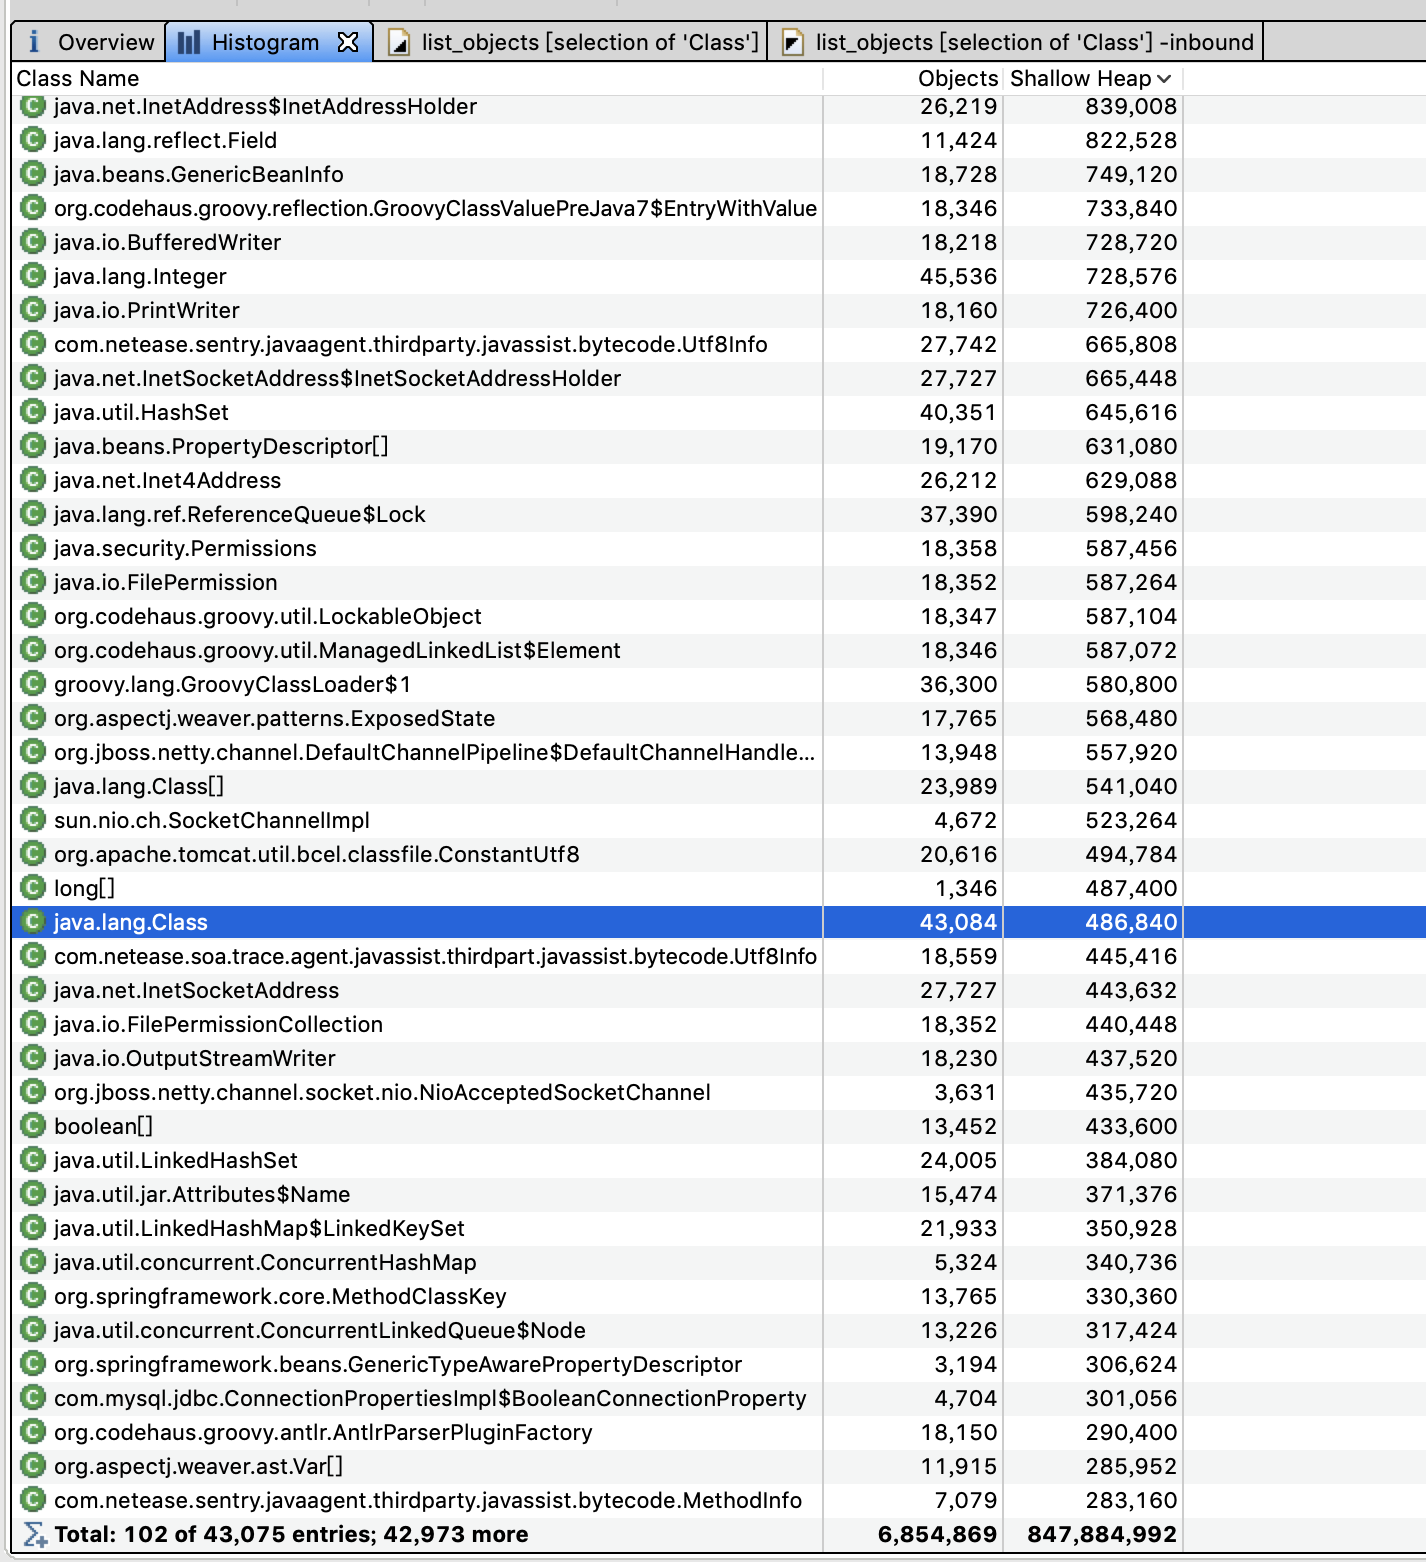 Overview Histogram list_objects [selection of 'Class'] list_objects [selection of 'Class'] -inbound
Class Name Objects Shallow Heap
java.net.InetAddress$InetAddressHolder 26,219 839,008
java.lang.reflect.Field 11,424 822,528
java.beans.GenericBeanInfo 18,728 749,120
org.codehaus.groovy.reflection.GroovyClassValuePreJava7$EntryWithValue 18,346 733,840
java.io.BufferedWriter 18,218 728,720
java.lang.Integer 45,536 728,576
java.io.PrintWriter 18,160 726,400
com.netease.sentry.javaagent.thirdparty.javassist.bytecode.Utf8Info 27,742 665,808
java.net.InetSocketAddress$InetSocketAddressHolder 27,727 665,448
java.util.HashSet 40,351 645,616
java.beans.PropertyDescriptor[] 19,170 631,080
java.net.Inet4Address 26,212 629,088
java.lang.ref.ReferenceQueue$Lock 37,390 598,240
java.security.Permissions 18,358 587,456
java.io.FilePermission 18,352 587,264
org.codehaus.groovy.util.LockableObject 18,347 587,104
org.codehaus.groovy.util.ManagedLinkedList$Element 18,346 587,072
groovy.lang.GroovyClassLoader$1 36,300 580,800
org.aspectj.weaver.patterns.ExposedState 17,765 568,480
org.jboss.netty.channel.DefaultChannelPipeline$DefaultChannelHandle... 13,948 557,920
java.lang.Class[] 23,989 541,040
sun.nio.ch.SocketChannelImpl 4,672 523,264
org.apache.tomcat.util.bcel.classfile.ConstantUtf8 20,616 494,784
long[] 1,346 487,400
java.lang.Class 43,084 486,840
com.netease.soa.trace.agent.javassist.thirdpart.javassist.bytecode.Utf8Info 18,559 445,416
java.net.InetSocketAddress 27,727 443,632
java.io.FilePermissionCollection 18,352 440,448
java.io.OutputStreamWriter 18,230 437,520
org.jboss.netty.channel.socket.nio.NioAcceptedSocketChannel 3,631 435,720
boolean[] 13,452 433,600
java.util.LinkedHashSet 24,005 384,080
java.util.jar.Attributes$Name 15,474 371,376
java.util.LinkedHashMap$LinkedKeySet 21,933 350,928
java.util.concurrent.ConcurrentHashMap 5,324 340,736
org.springframework.core.MethodClassKey 13,765 330,360
java.util.concurrent.ConcurrentLinkedQueue$Node 13,226 317,424
org.springframework.beans.GenericTypeAwarePropertyDescriptor 3,194 306,624
com.mysql.jdbc.ConnectionPropertiesImpl$BooleanConnectionProperty 4,704 301,056
org.codehaus.groovy.antlr.AntlrParserPluginFactory 18,150 290,400
org.aspectj.weaver.ast.Var[] 11,915 285,952
com.netease.sentry.javaagent.thirdparty.javassist.bytecode.MethodInfo 7,079 283,160
Total: 102 of 43,075 entries; 42,973 more 6,854,869 847,884,992